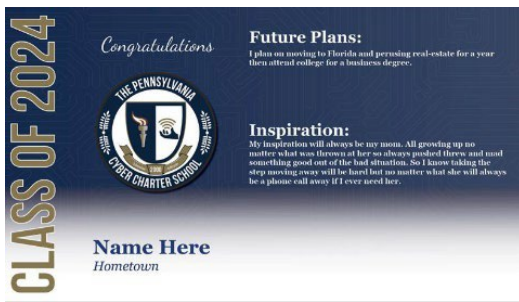 CLASS OF 2024
Congratulations
THE PENNSYLVANIA
CYBER CHARTER SCHOOL
Future Plans:
I plan on moving to Florida and perusing real-estate for a year
then attend college for a business degree.
Inspiration:
My inspiration will always be my mom. All growing up no
matter what was thrown at her so always pushed threw and mad
something good out of the bad situation. So I know taking the
step moving away will be hard but no matter what she will always
be a phone call away if I ever need her.
Name Here
Hometown